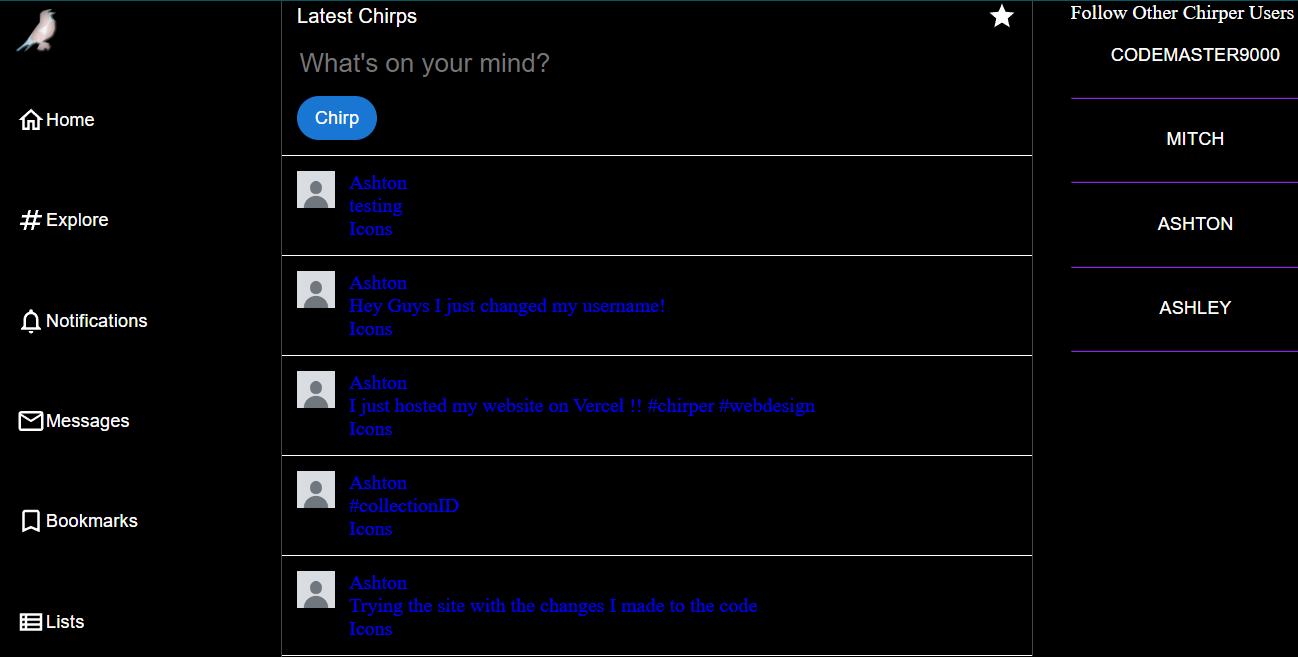 Home
Explore
Notifications
Messages
Bookmarks
Lists
Latest Chirps
What's on your mind?
Chirp
Ashton
testing
Icons
Ashton
Hey Guys I just changed my username!
Icons
Ashton
I just hosted my website on Vercel !! #chirper #webdesign
Icons
Ashton
#collectionID
Icons
Ashton
Trying the site with the changes I made to the code
Icons
Follow Other Chirper Users
CODEMASTER9000
MITCH
ASHTON
ASHLEY